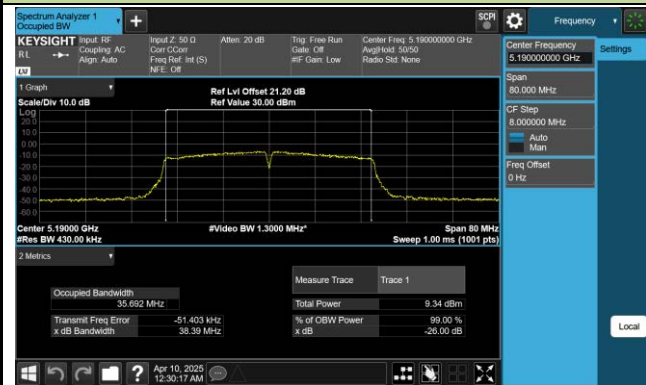 Spectrum Analyzer 1
Occupied BW
+
SCPI
Frequency
KEYSIGHT
RL
LXI
Input: RF
Coupling: AC
Align: Auto
Input Z: 50 Ω
Corr CCorr
Freq Ref: Int (S)
NFE: Off
Atten: 20 dB
Trig: Free Run
Gate: Off
#IF Gain: Low
Center Freq: 5.190000000 GHz
Avg|Hold: 50/50
Radio Std: None
Center Frequency
5.190000000 GHz
Settings
Span
80.000 MHz
CF Step
8.000000 MHz
Auto
Man
Freq Offset
0 Hz
Local
1 Graph
Scale/Div 10.0 dB
Ref Lvl Offset 21.20 dB
Ref Value 30.00 dBm
Log
20.0
10.0
0.00
-10.0
-20.0
-30.0
-40.0
-50.0
-60.0
Center 5.19000 GHz
#Res BW 430.00 kHz
#Video BW 1.3000 MHz*
Span 80 MHz
Sweep 1.00 ms (1001 pts)
2 Metrics
Measure Trace Trace 1
Occupied Bandwidth
35.692 MHz
Total Power 9.34 dBm
Transmit Freq Error -51.403 kHz
% of OBW Power 99.00 %
x dB Bandwidth 38.39 MHz
x dB -26.00 dB
?
Apr 10, 2025
12:30:17 AM